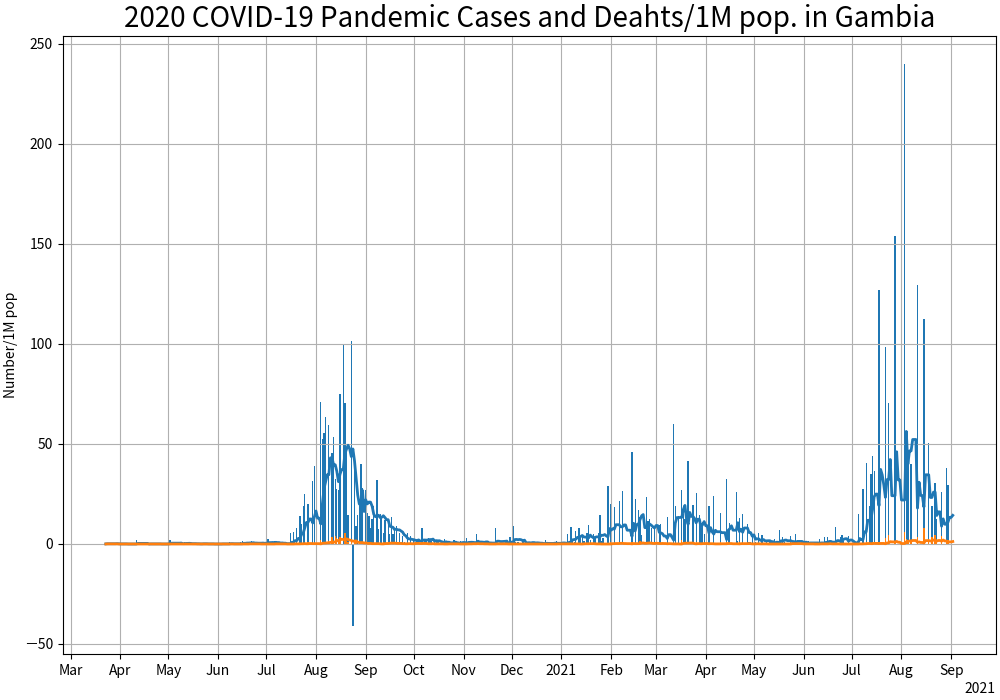 2020 COVID-19 Pandemic Cases and Deahts/1M pop. in Gambia
Number/1M pop
250
200
150
100
50
0
−50
Mar Apr May Jun Jul Aug Sep Oct Nov Dec 2021 Feb Mar Apr May Jun Jul Aug Sep
2021